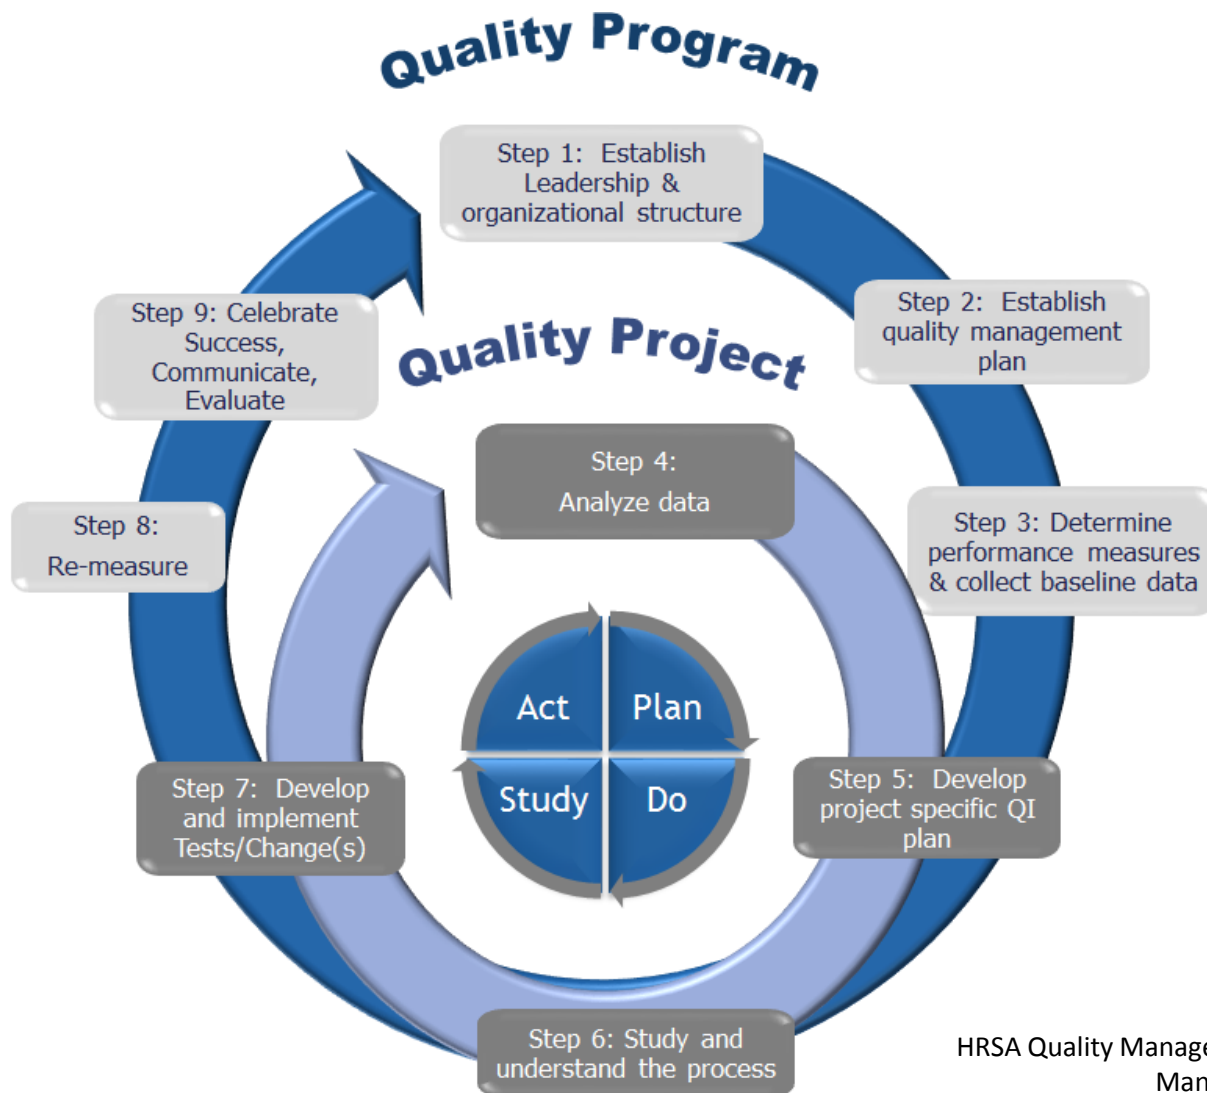 Quality Program
Step 1: Establish
Leadership &
organizational structure
Step 2: Establish
quality management
plan
Step 3: Determine
performance measures
& collect baseline data
Quality Project
Step 4:
Analyze data
Step 5: Develop
project specific QI
plan
Step 6: Study and
understand the process
Step 7: Develop
and implement
Tests/Change(s)
Step 8:
Re-measure
Step 9: Celebrate
Success,
Communicate,
Evaluate
Act
Plan
Study
Do
HRSA Quality Manage
Man